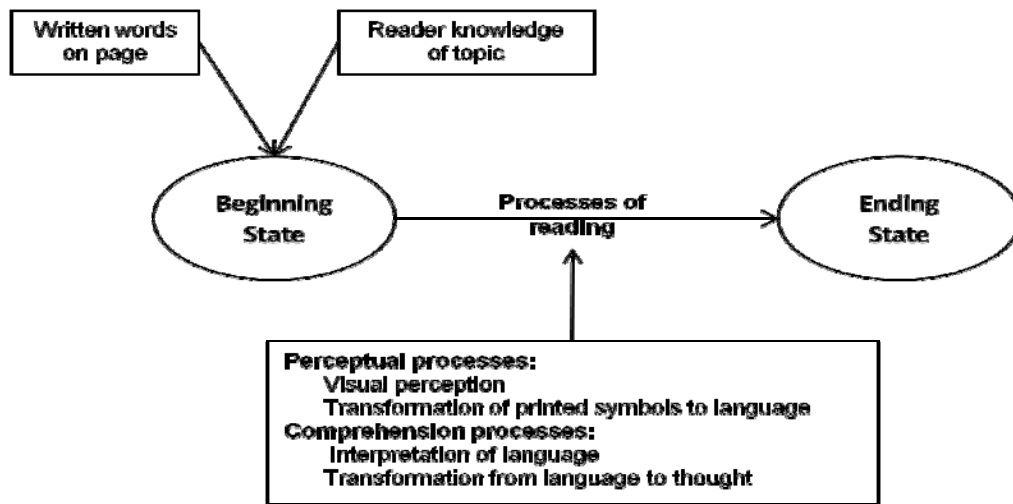 Written words
on page
Reader knowledge
of topic
Beginning
State
Processes of
reading
Ending
State
Perceptual processes:
Visual perception
Transformation of printed symbols to language
Comprehension processes:
Interpretation of language
Transformation from language to thought